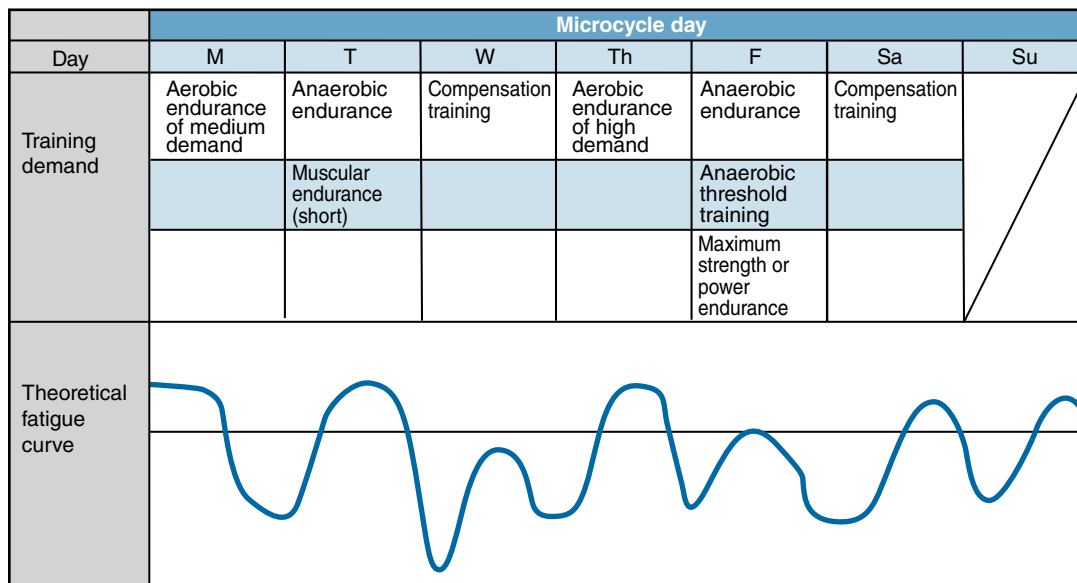 Microcycle day
Day M T W Th F Sa Su
Training
demand
Aerobic
endurance
of medium
demand
Anaerobic
endurance
Compensation
training
Aerobic
endurance
of high
demand
Anaerobic
endurance
Compensation
training
Muscular
endurance
(short)
Anaerobic
threshold
training
Maximum
strength or
power
endurance
Theoretical
fatigue
curve